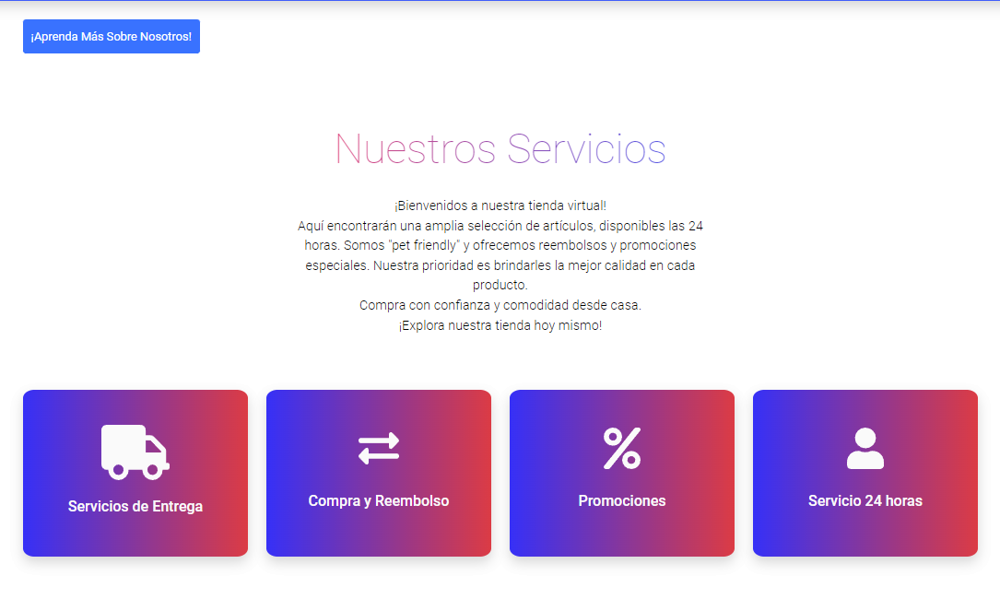 ¡Aprenda Más Sobre Nosotros!
Nuestros Servicios
¡Bienvenidos a nuestra tienda virtual!
Aquí encontrarán una amplia selección de artículos, disponibles las 24
horas. Somos "pet friendly" y ofrecemos reembolsos y promociones
especiales. Nuestra prioridad es brindarles la mejor calidad en cada
producto.
Compra con confianza y comodidad desde casa.
¡Explora nuestra tienda hoy mismo!
Servicios de Entrega
Compra y Reembolso
Promociones
Servicio 24 horas